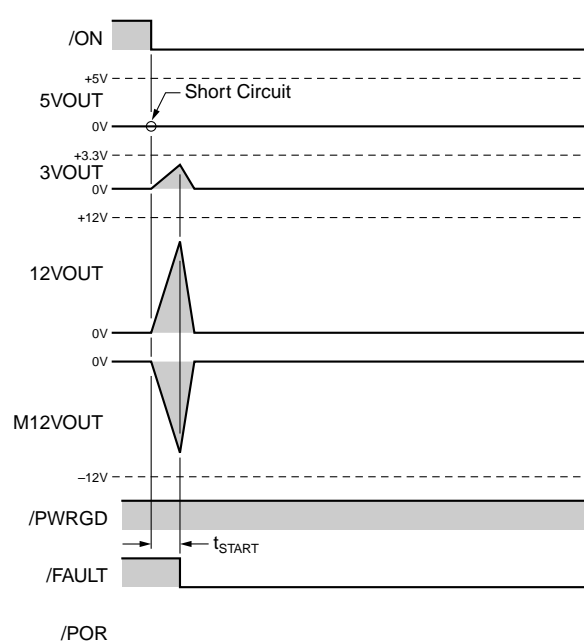 /ON
+5V
5VOUT
Short Circuit
0V
+3.3V
3VOUT
0V
+12V
12VOUT
0V
0V
M12VOUT
–12V
/PWRGD
tSTART
/FAULT
/POR